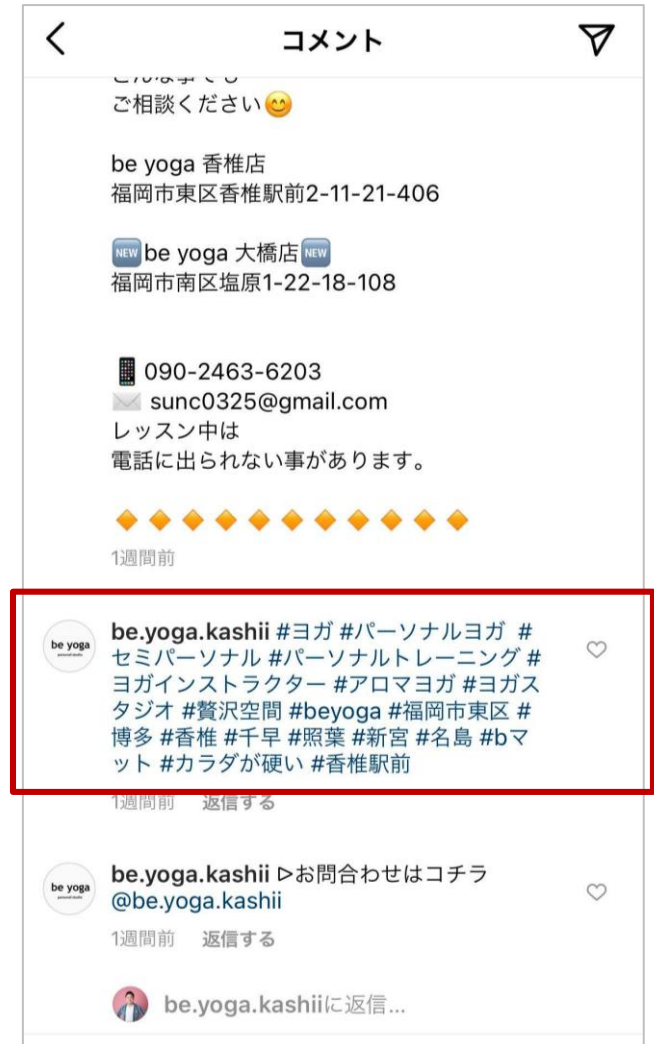 コメント
ご相談ください😊
be yoga 香椎店
福岡市東区香椎駅前2-11-21-406
🆕be yoga 大橋店🆕
福岡市南区塩原1-22-18-108
📱 090-2463-6203
✉️ sunc0325@gmail.com
レッスン中は
電話に出られない事があります。
🔶🔶🔶🔶🔶🔶🔶🔶🔶🔶🔶
1週間前
be yoga
be.yoga.kashii #ヨガ #パーソナルヨガ #
セミパーソナル #パーソナルトレーニング #
ヨガインストラクター #アロマヨガ #ヨガス
タジオ #贅沢空間 #beyoga #福岡市東区 #
博多 #香椎 #千早 #照葉 #新宮 #名島 #bマ
ット #カラダが硬い #香椎駅前
1週間前 返信する
be yoga
be.yoga.kashii ᐅお問合わせはコチラ
@be.yoga.kashii
1週間前 返信する
be.yoga.kashiiに返信...